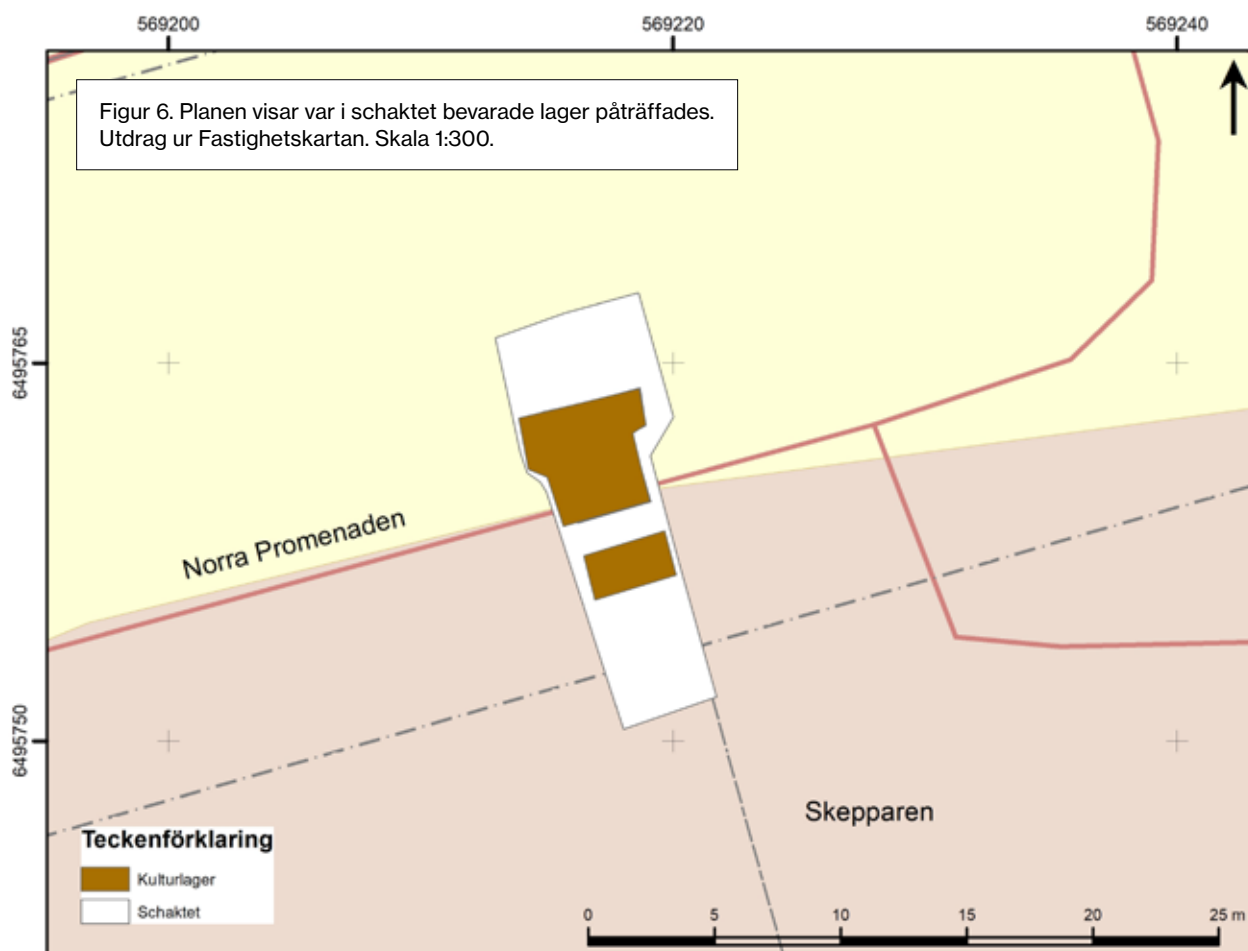 569200
569220
569240
Figur 6. Planen visar var i schaktet bevarade lager påträffades.
Utdrag ur Fastighetskartan. Skala 1:300.
6495765
Norra Promenaden
6495750
Skepparen
Teckenförklaring
Kulturlager
Schaktet
0 5 10 15 20 25 m